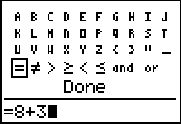 A B C D E F G H I J
K L M N O P Q R S T
U V W X Y Z { } " _
= ≠ > ≥ < ≤ and or
Done
=8+3